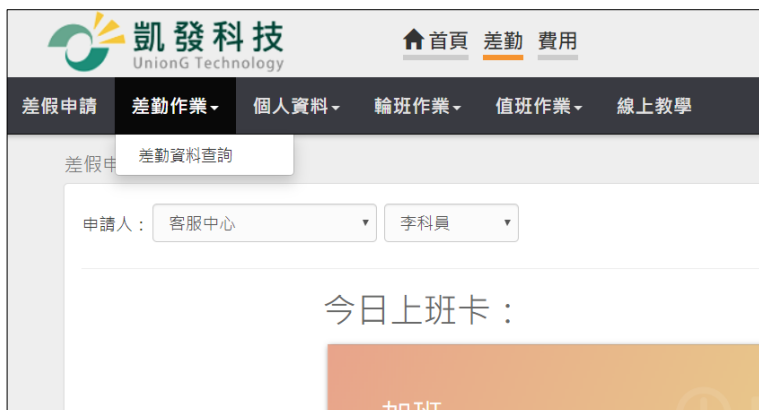 凱發科技
UnionG Technology
首頁 差勤 費用
差假申請 差勤作業 個人資料 輪班作業 值班作業 線上教學
差勤資料查詢
差假申
申請人： 客服中心 李科員
今日上班卡：
加班